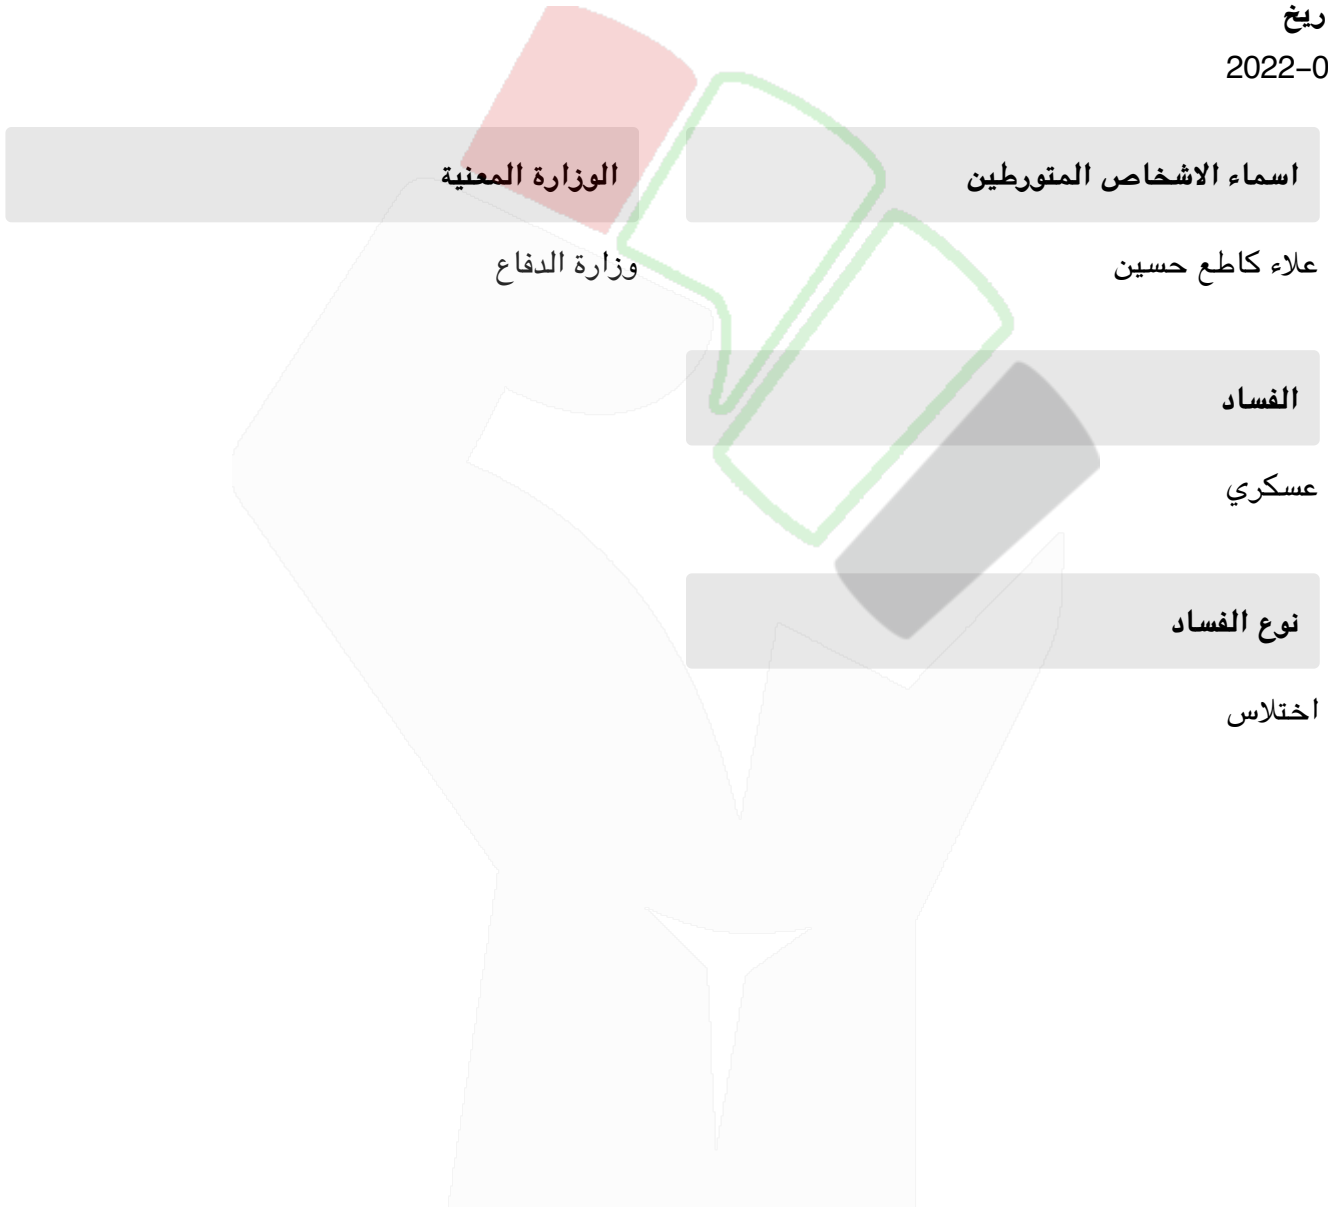 ريخ
2022-0
اسماء الاشخاص المتورطين
علاء كاطع حسين
الوزارة المعنية
وزارة الدفاع
الفساد
عسكري
نوع الفساد
اختلاس